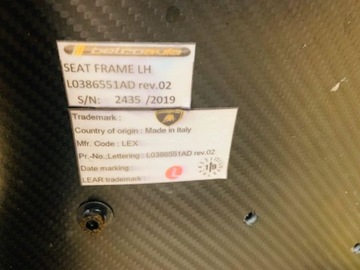 belcoavia
SEAT FRAME LH
L0386551AD rev.02
S/N: 2435 /2019
Trademark :
Country of origin : Made in Italy
Mfr. Code : LEX
Pr.-No.;Lettering : L0386551AD rev.02
Date marking :
LEAR trademark :